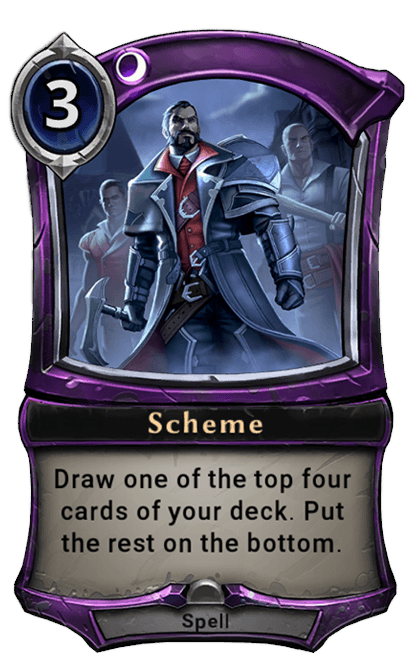 3
Scheme
Draw one of the top four
cards of your deck. Put
the rest on the bottom.
Spell